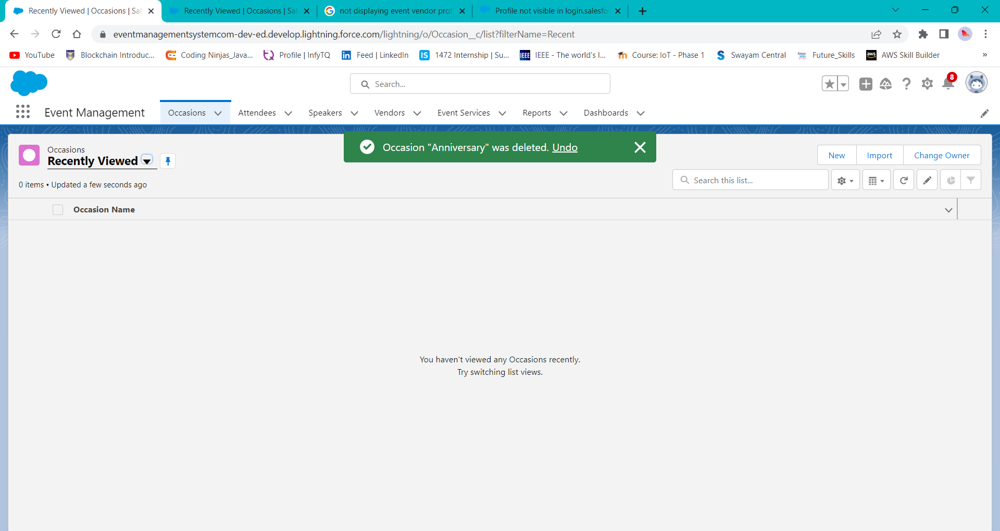 Recently Viewed | Occasions | Sal
Recently Viewed | Occasions | Sal
not displaying event vendor profi
Profile not visible in login.salesfo
eventmanagementsystemcom-dev-ed.develop.lightning.force.com/lightning/o/Occasion__c/list?filterName=Recent
YouTube
Blockchain Introduc...
Coding Ninjas_Java...
Profile | InfyTQ
Feed | LinkedIn
IS
1472 Internship | Su...
IEEE
IEEE - The world's l...
Course: IoT - Phase 1
Swayam Central
Future_Skills
aws
AWS Skill Builder
»
Search...
8
Event Management
Occasions
Attendees
Speakers
Vendors
Event Services
Reports
Dashboards
Occasion "Anniversary" was deleted. Undo
Occasions
Recently Viewed
New
Import
Change Owner
0 items • Updated a few seconds ago
Search this list...
Occasion Name
You haven't viewed any Occasions recently.
Try switching list views.